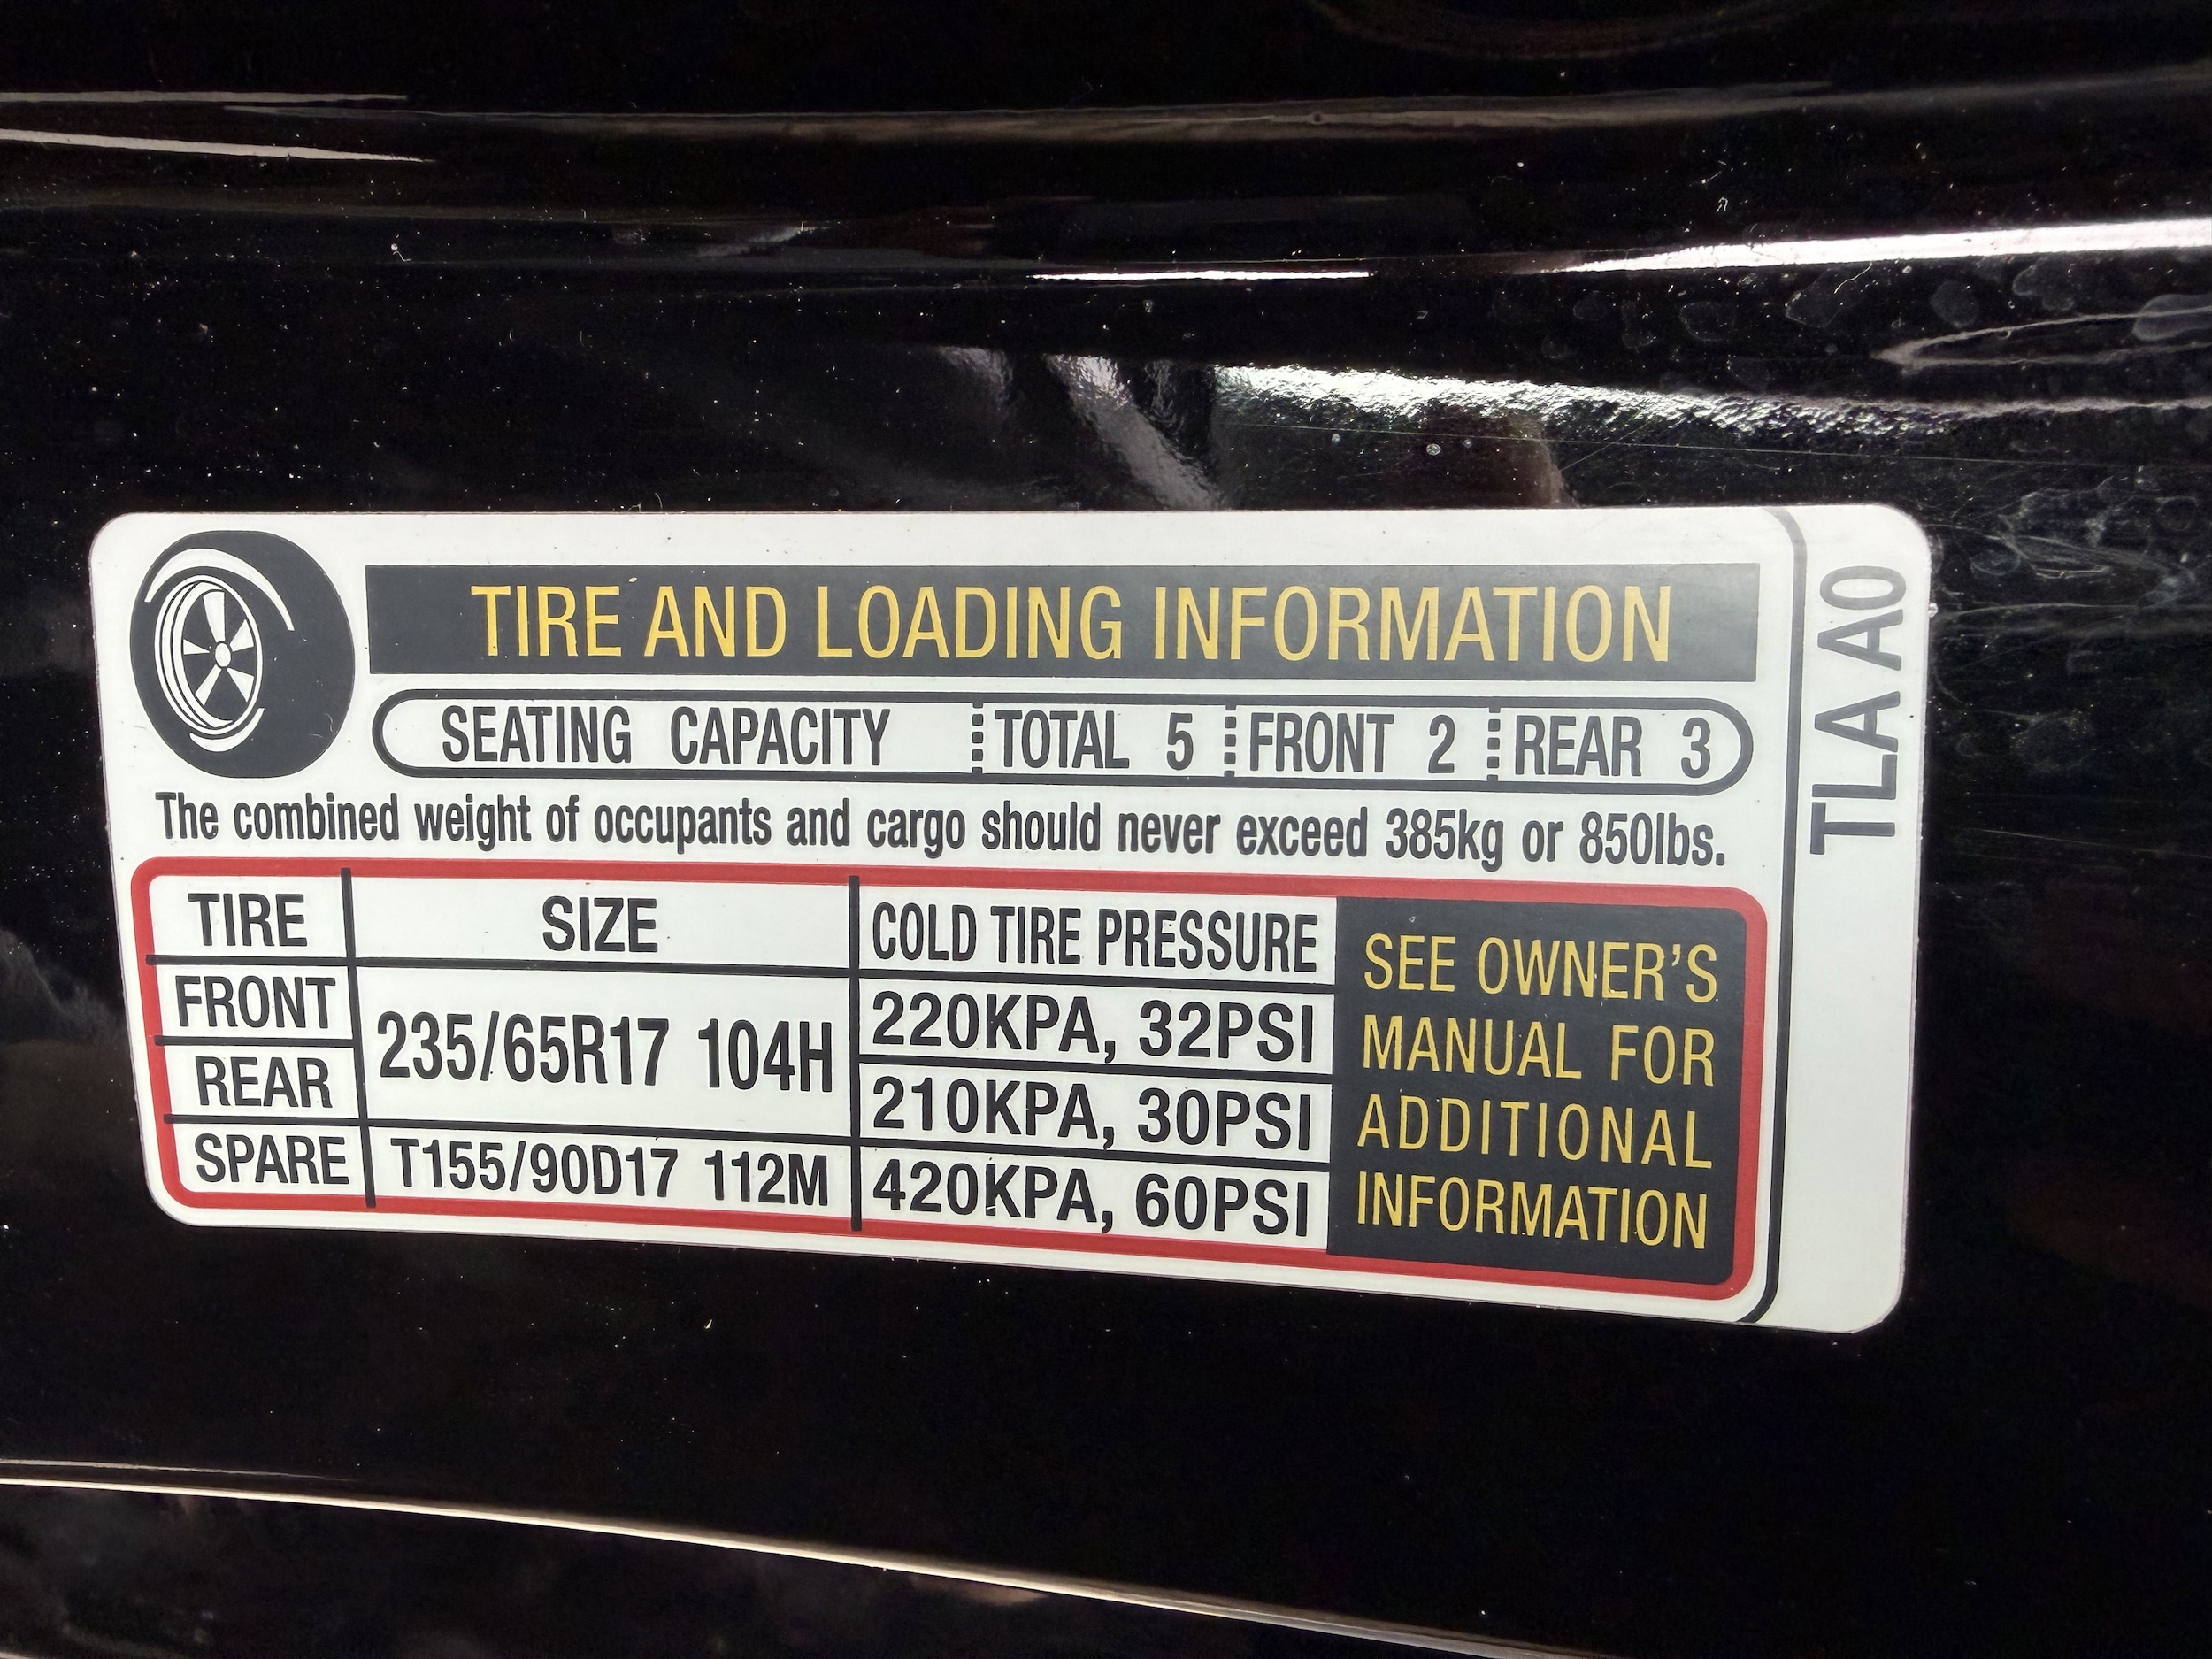 TIRE AND LOADING INFORMATION
SEATING CAPACITY TOTAL 5 FRONT 2 REAR 3
The combined weight of occupants and cargo should never exceed 385kg or 850lbs.
TIRE SIZE COLD TIRE PRESSURE
FRONT 235/65R17 104H 220KPA, 32PSI
REAR 210KPA, 30PSI
SPARE T155/90D17 112M 420KPA, 60PSI
SEE OWNER'S
MANUAL FOR
ADDITIONAL
INFORMATION
TLA A0